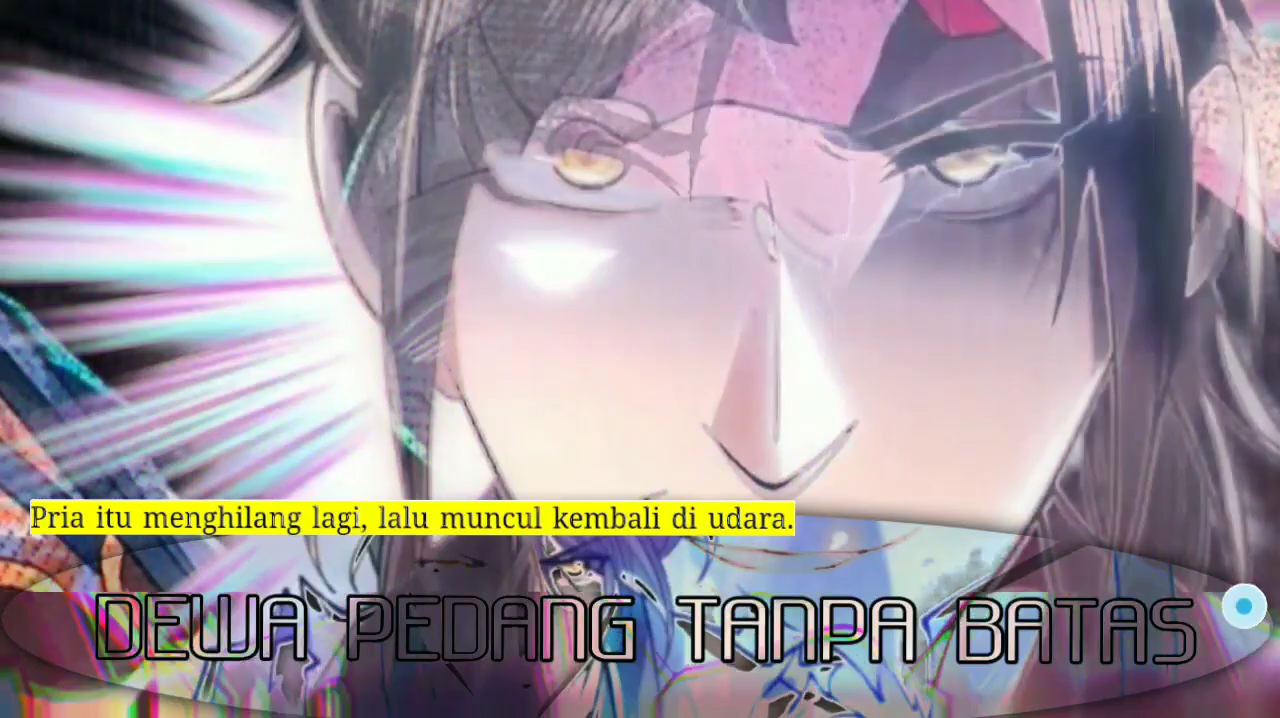 Pria itu menghilang lagi, lalu muncul kembali di udara.
DEWA PEDANG TANPA BATAS